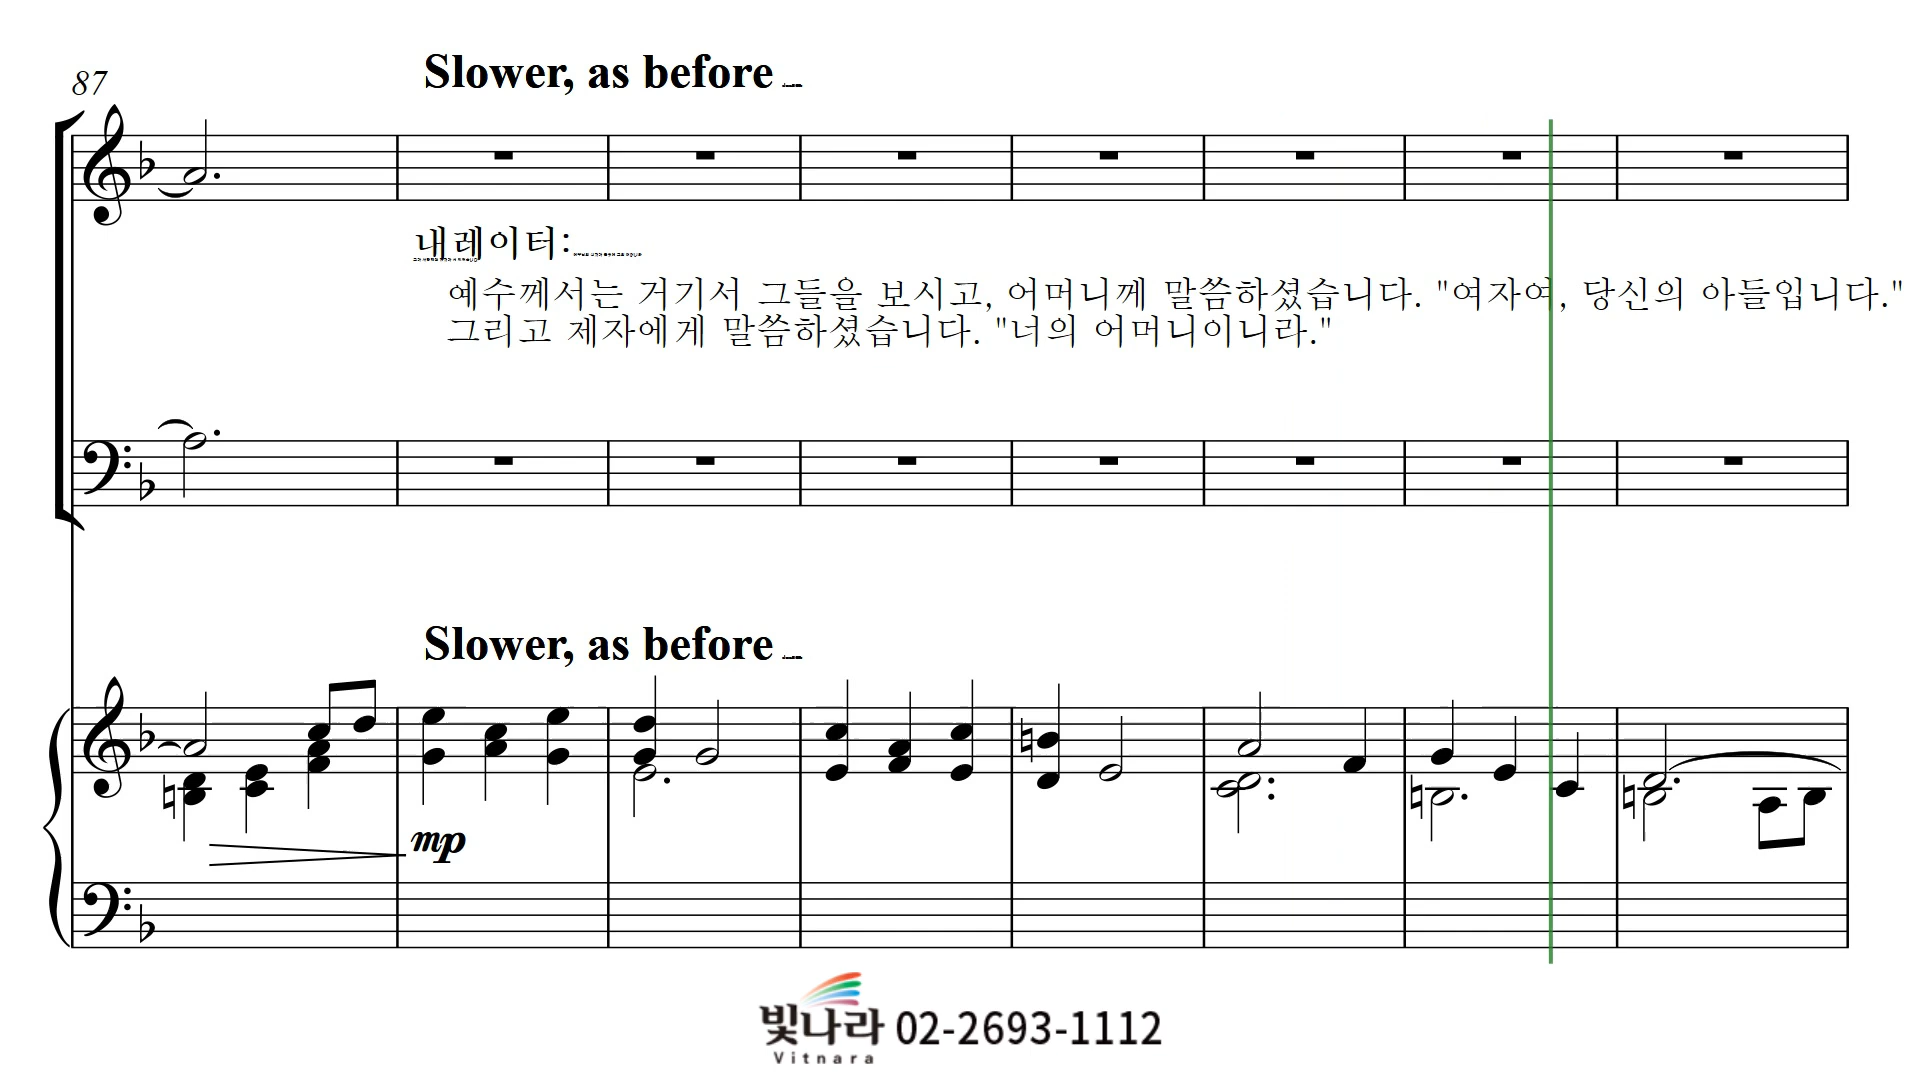 87
Slower, as before
내레이터:
예수께서는 거기서 그들을 보시고, 어머니께 말씀하셨습니다. "여자여, 당신의 아들입니다."
그리고 제자에게 말씀하셨습니다. "너의 어머니이니라."
Slower, as before
mp
빛나라 02-2693-1112
Vitnara